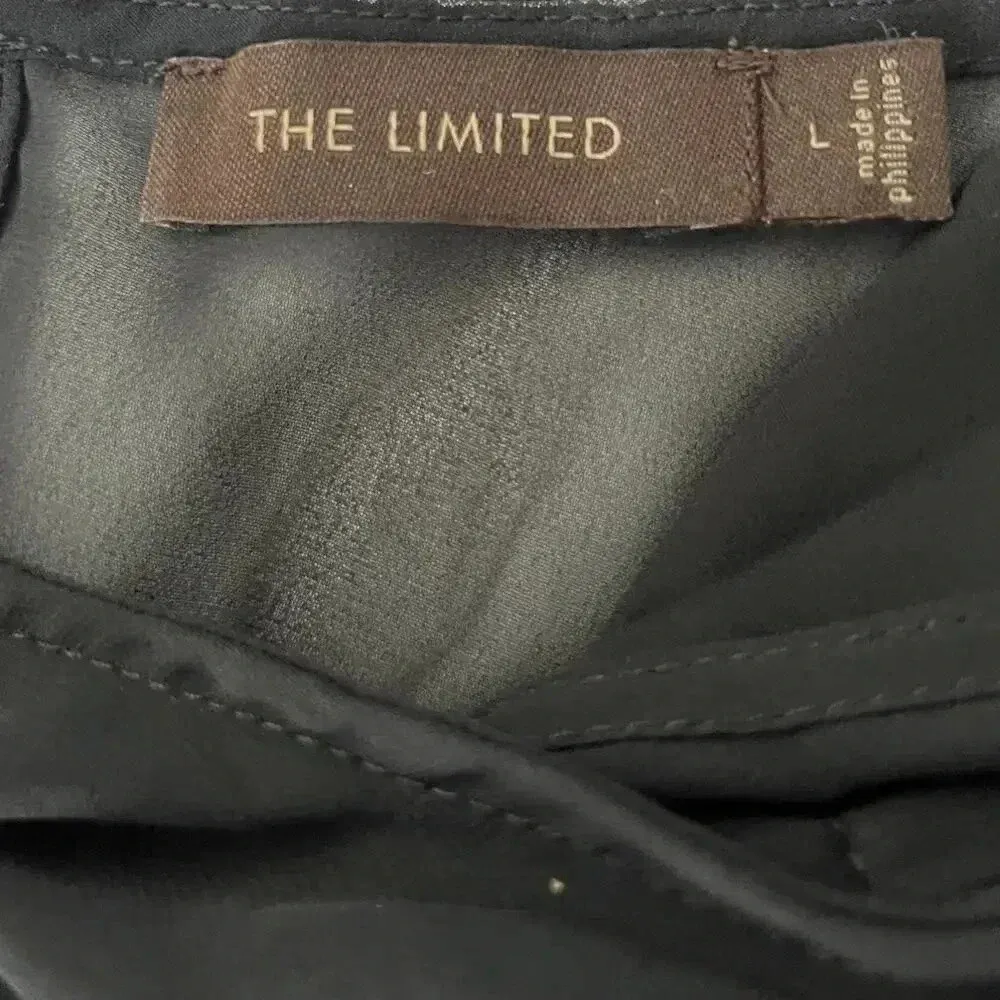 THE LIMITED
L
made in
philippines